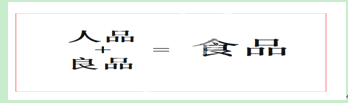 人品
+
良品
= 食品